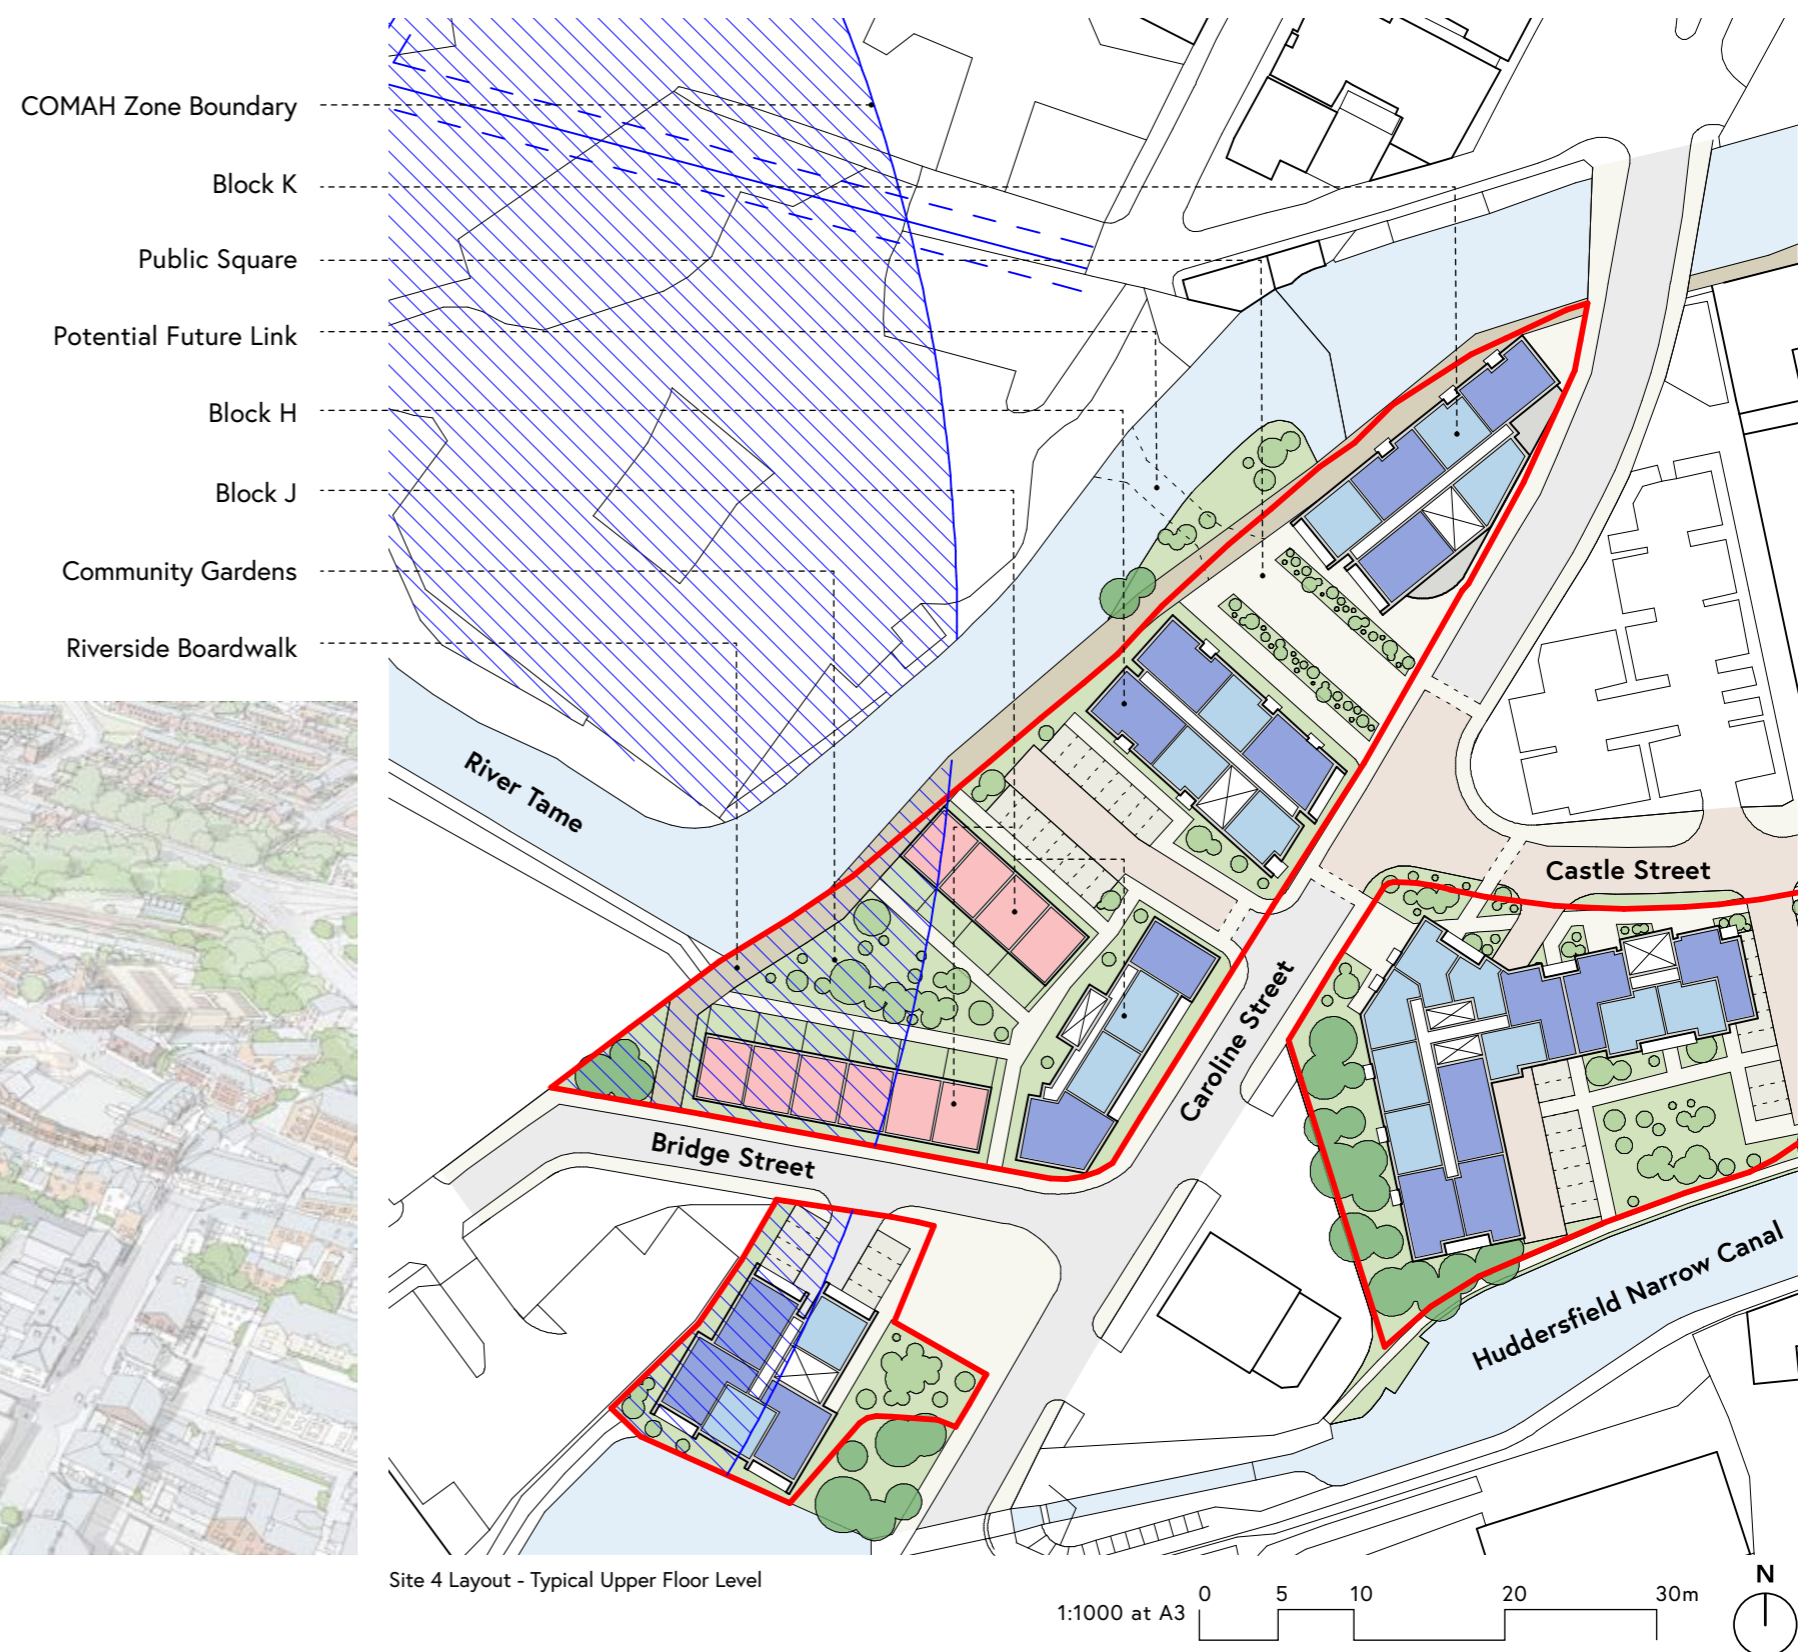 COMAH Zone Boundary
Block K
Public Square
Potential Future Link
Block H
Block J
Community Gardens
Riverside Boardwalk
River Tame
Castle Street
Caroline Street
Bridge Street
Huddersfield Narrow Canal
Site 4 Layout - Typical Upper Floor Level
1:1000 at A3
0 5 10 20 30m
N